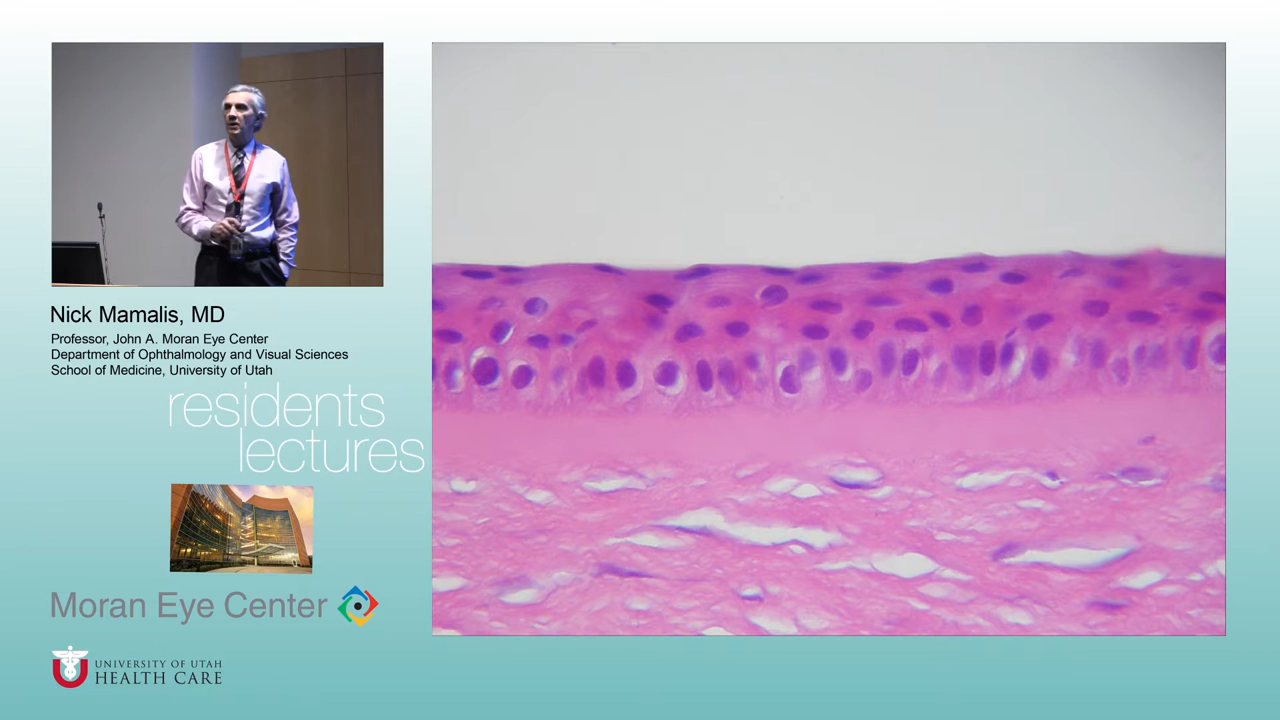 Nick Mamalis, MD
Professor, John A. Moran Eye Center
Department of Ophthalmology and Visual Sciences
School of Medicine, University of Utah
residents
lectures
Moran Eye Center
UNIVERSITY OF UTAH
HEALTH CARE